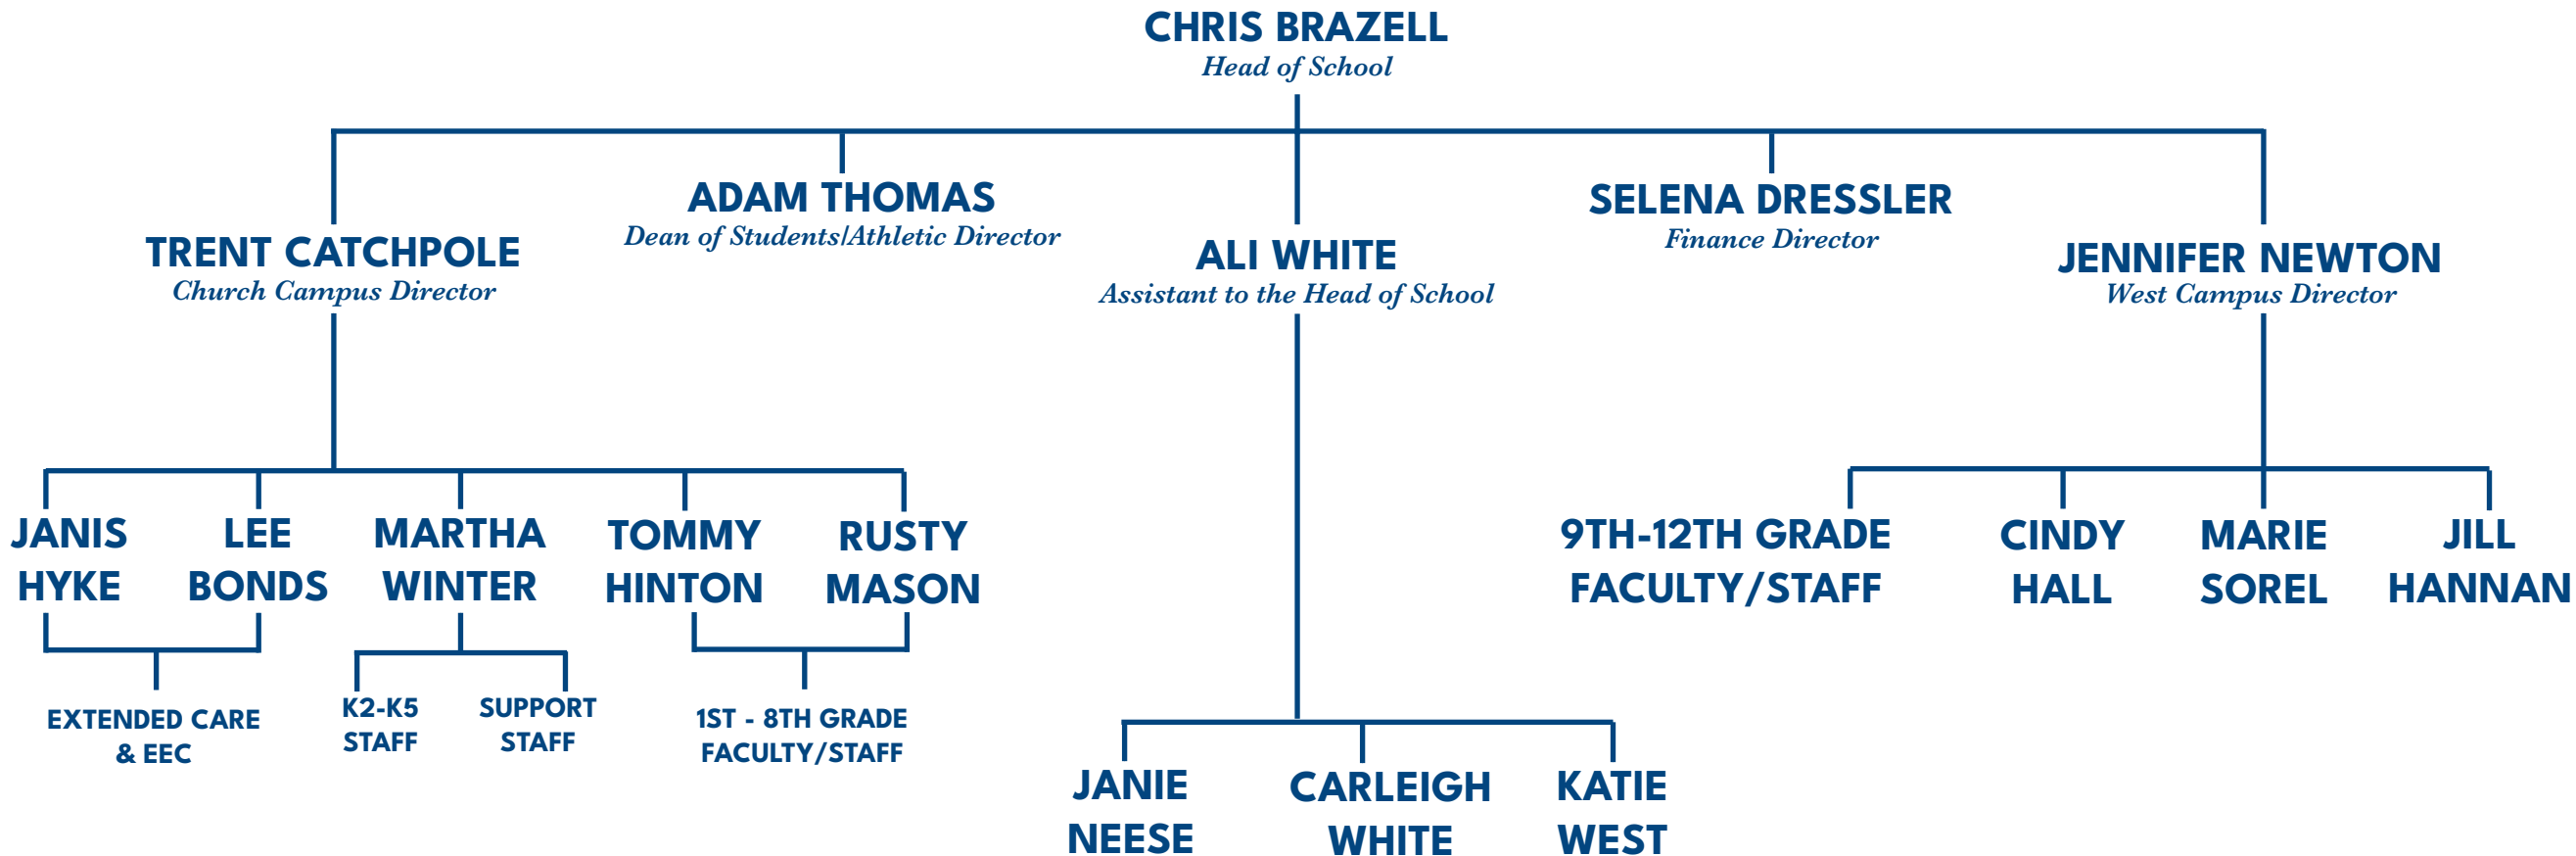 CHRIS BRAZELL
Head of School
TRENT CATCHPOLE
Church Campus Director
ADAM THOMAS
Dean of Students/Athletic Director
ALI WHITE
Assistant to the Head of School
SELENA DRESSLER
Finance Director
JENNIFER NEWTON
West Campus Director
JANIS
HYKE
LEE
BONDS
MARTHA
WINTER
TOMMY
HINTON
RUSTY
MASON
9TH-12TH GRADE
FACULTY/STAFF
CINDY
HALL
MARIE
SOREL
JILL
HANNAN
EXTENDED CARE
& EEC
K2-K5
STAFF
SUPPORT
STAFF
1ST - 8TH GRADE
FACULTY/STAFF
JANIE
NEESE
CARLEIGH
WHITE
KATIE
WEST